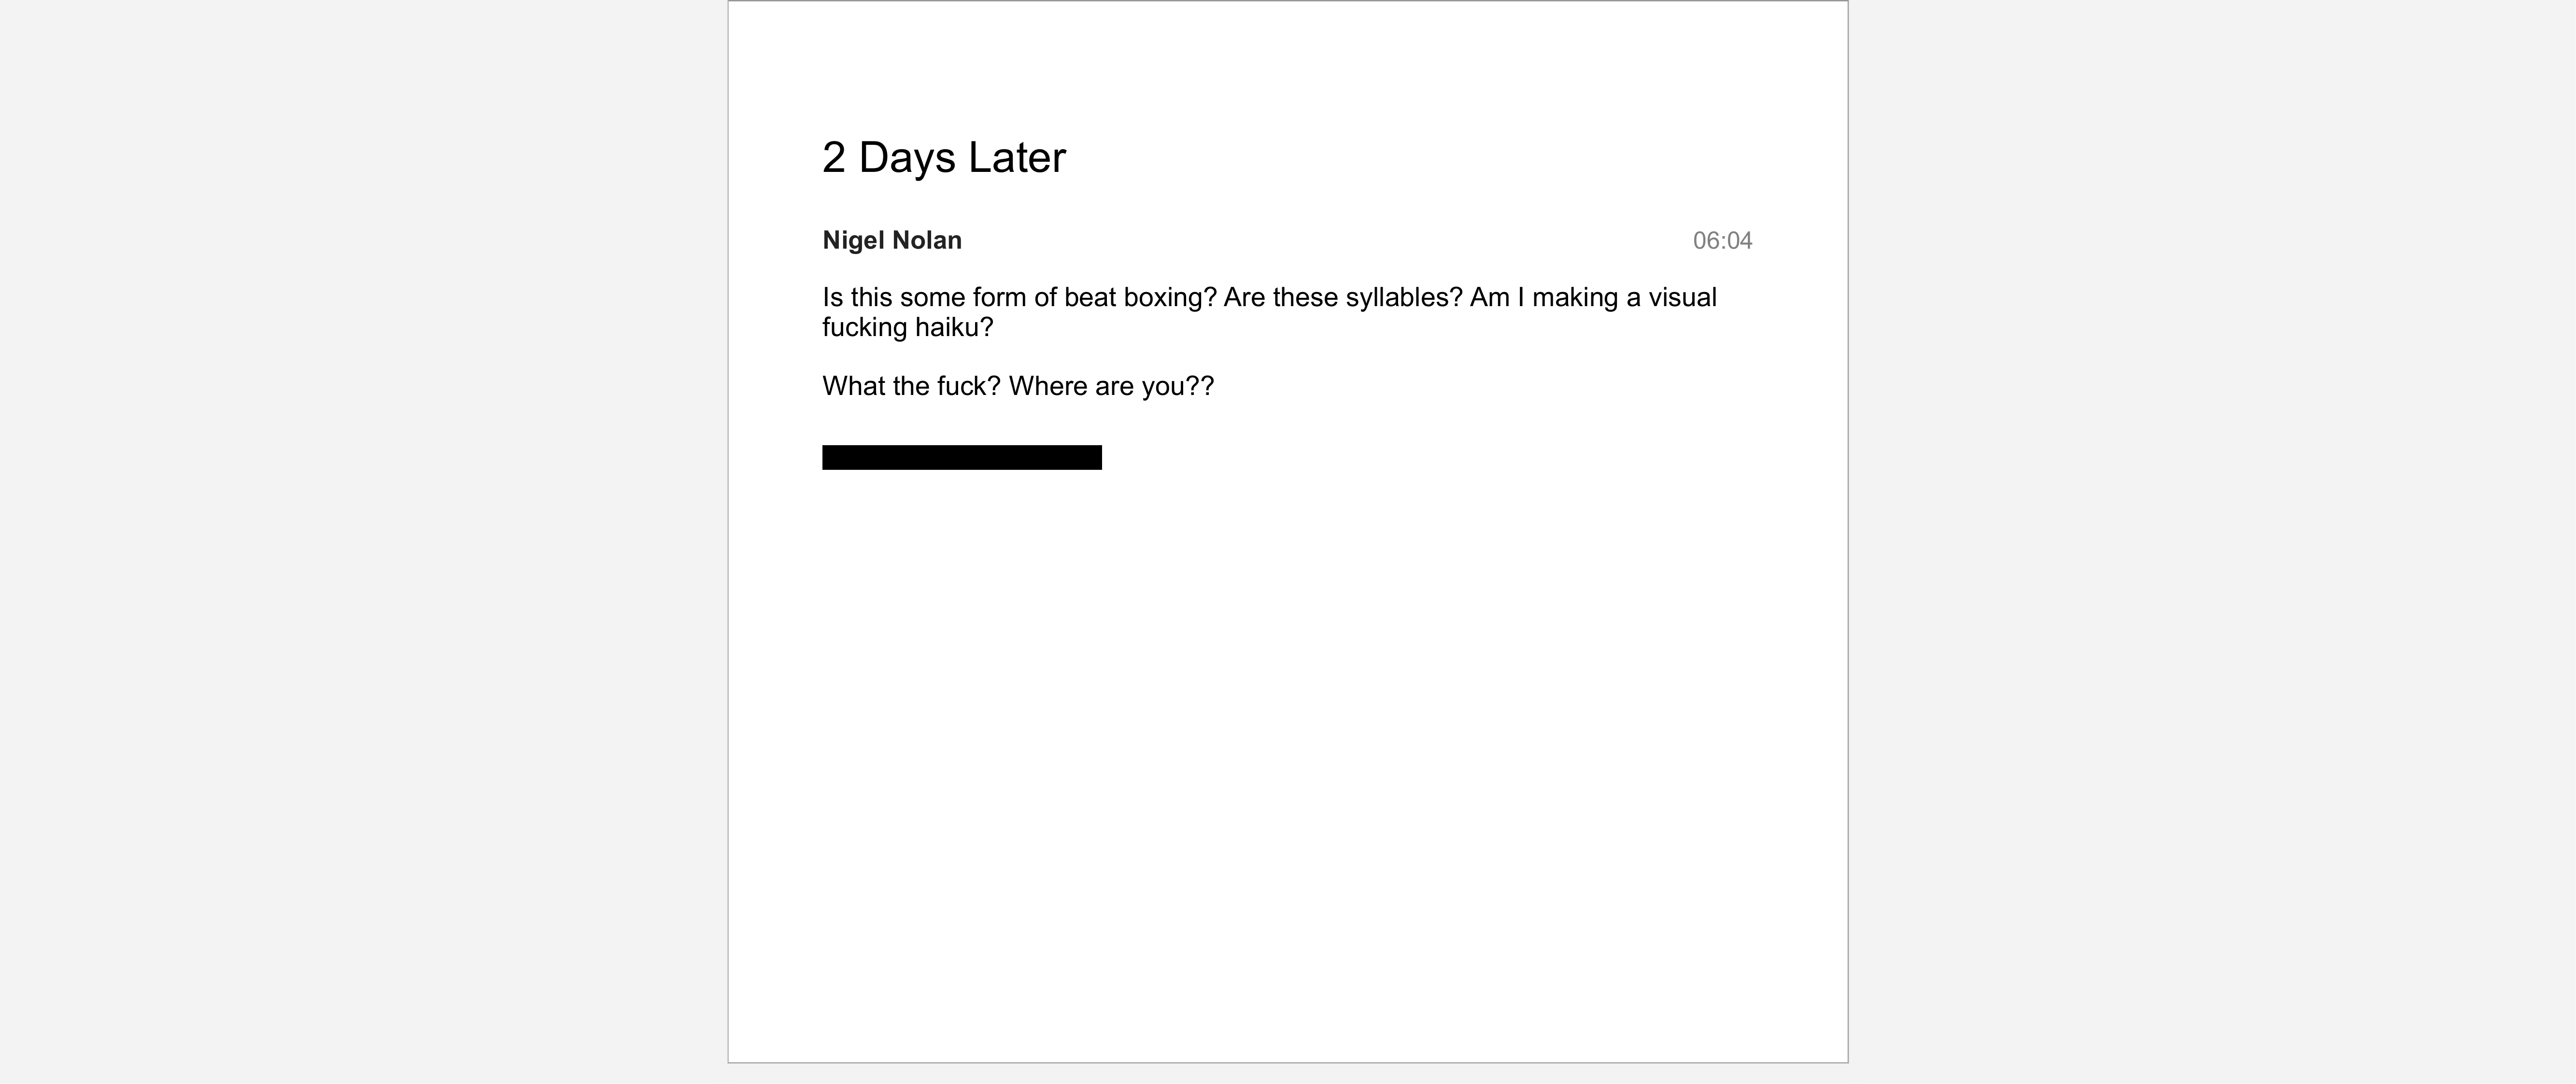 2 Days Later
Nigel Nolan 06:04
Is this some form of beat boxing? Are these syllables? Am I making a visual
fucking haiku?
What the fuck? Where are you??